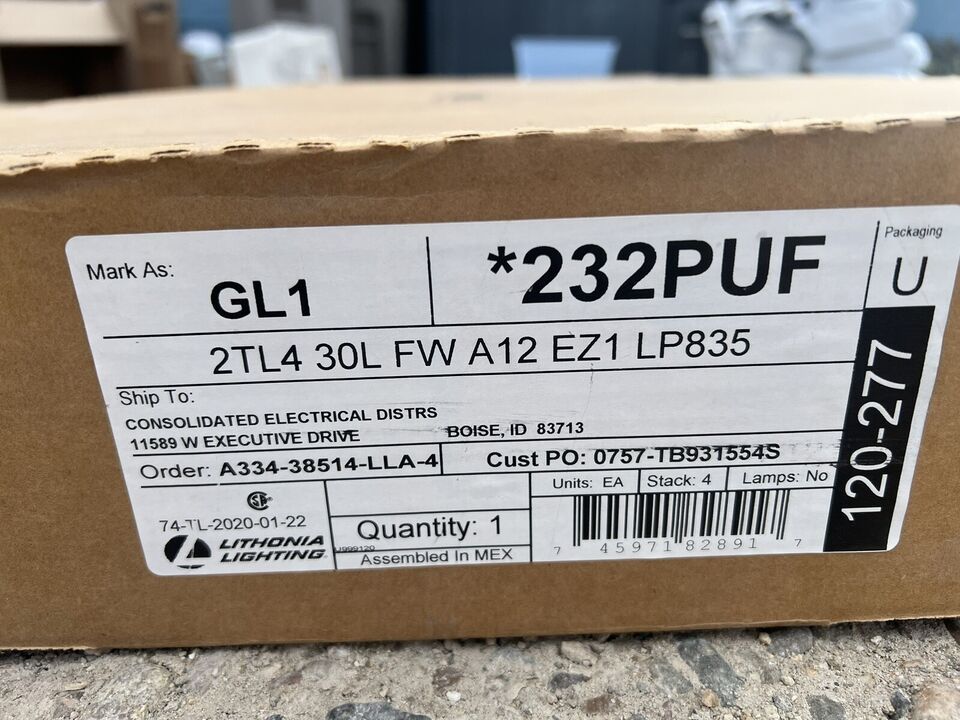 Mark As:
GL1
*232PUF
Packaging
U
2TL4 30L FW A12 EZ1 LP835
120-277
Ship To:
CONSOLIDATED ELECTRICAL DISTRS
11589 W EXECUTIVE DRIVE BOISE, ID 83713
Order: A334-38514-LLA-4
Cust PO: 0757-TB931554S
Units: EA
Stack: 4
Lamps: No
SA
74-TL-2020-01-22
LITHONIA
LIGHTING
Quantity: 1
U999120
Assembled In MEX
7 45971 82891 7